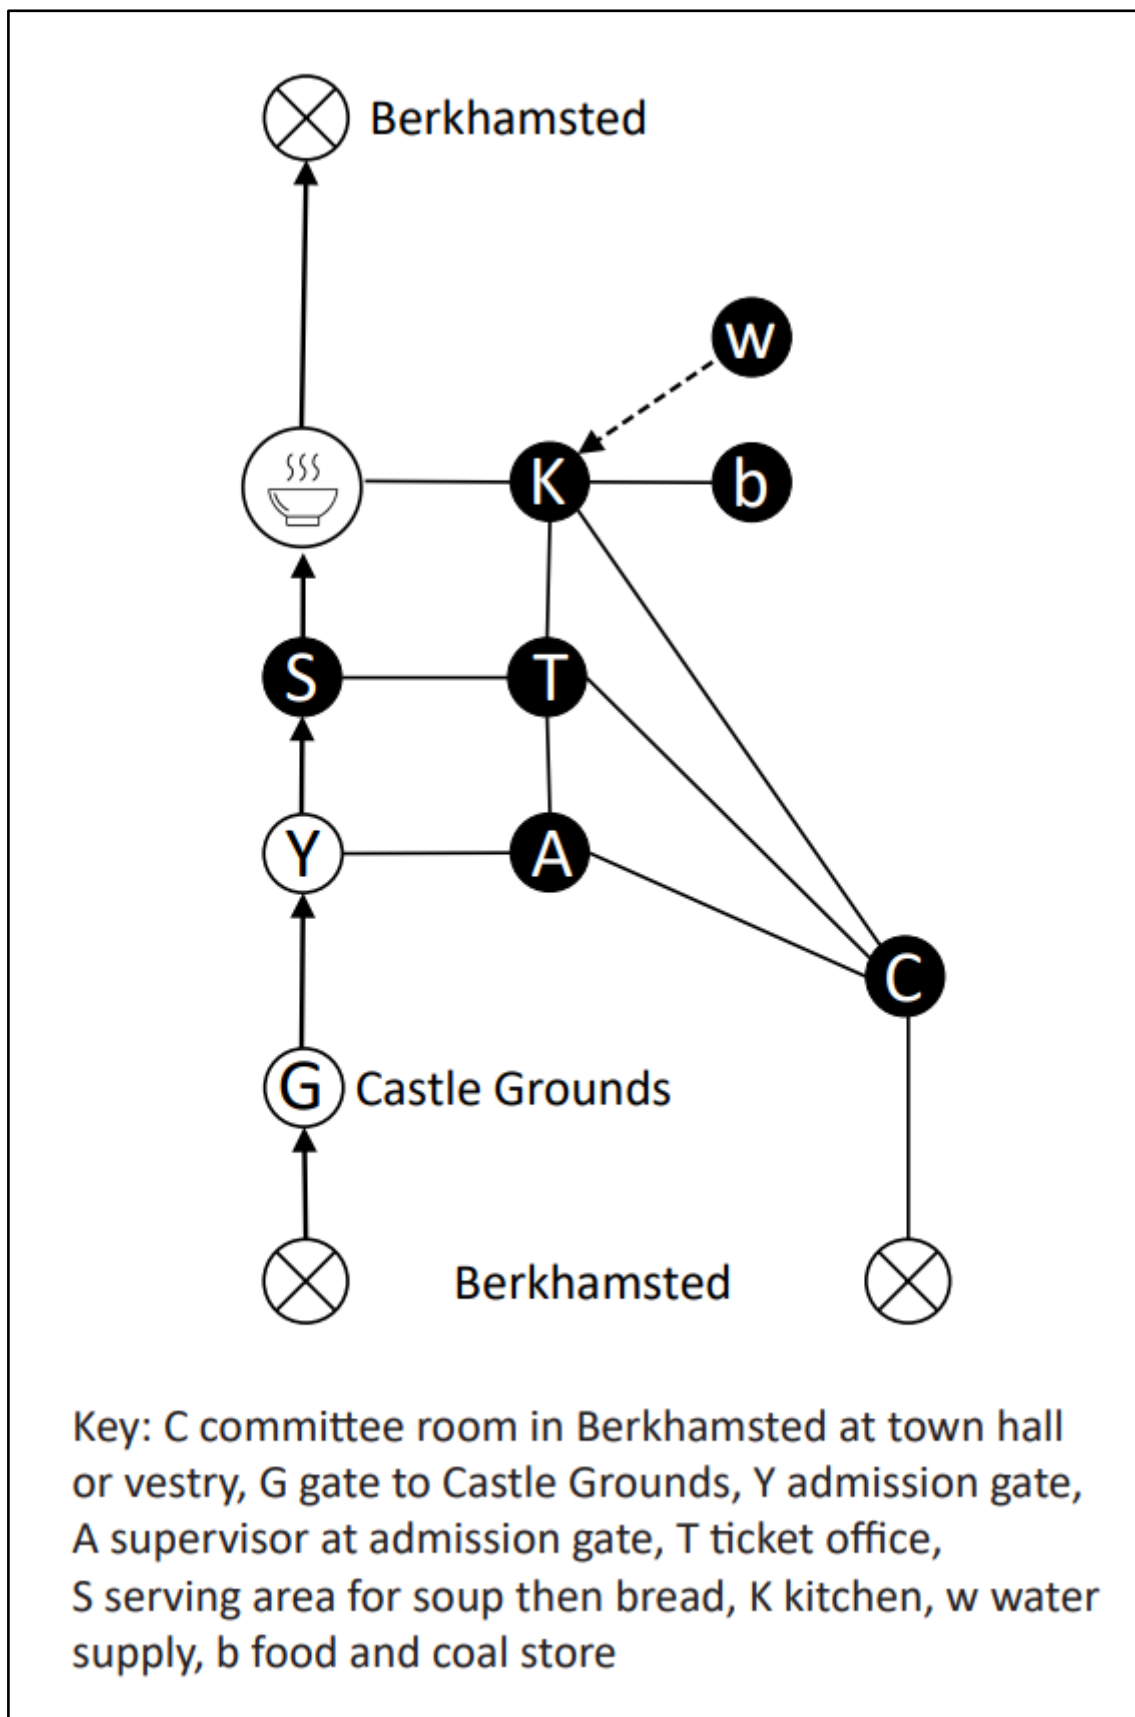 Berkhamsted
w
K
b
S
T
Y
A
C
G Castle Grounds
Berkhamsted
Key: C committee room in Berkhamsted at town hall
or vestry, G gate to Castle Grounds, Y admission gate,
A supervisor at admission gate, T ticket office,
S serving area for soup then bread, K kitchen, w water
supply, b food and coal store